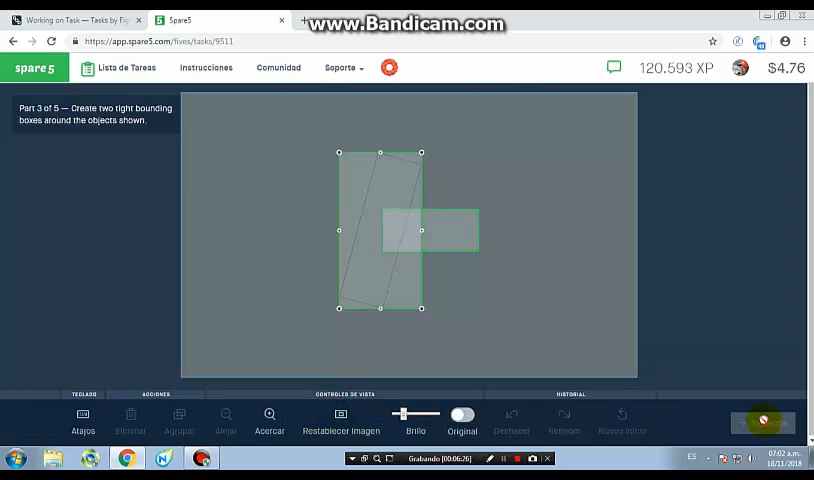 www.Bandicam.com
Working on Task — Tasks by Fig
Spare5
https://app.spare5.com/fives/tasks/9511
spare 5
Lista de Tareas
Instrucciones
Comunidad
Soporte
120.593 XP
$4.76
Part 3 of 5 — Create two tight bounding
boxes around the objects shown.
TECLADO
ACCIONES
CONTROLES DE VISTA
HISTORIAL
Atajos
Eliminar
Agrupar
Alejar
Acercar
Restablecer Imagen
Brillo
Original
Deshacer
Rehacer
Nuevo Inicio
Grabando [00:06:26]
ES
07:02 a.m.
18/11/2018